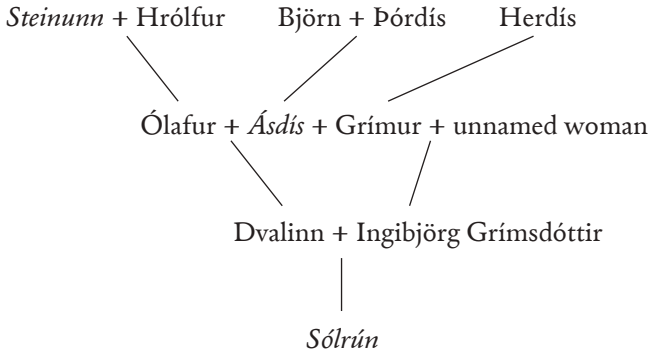 Steinunn + Hrólfur Björn + Þórdís Herdís
Ólafur + Ásdís + Grímur + unnamed woman
Dvalinn + Ingibjörg Grímsdóttir
Sólrún